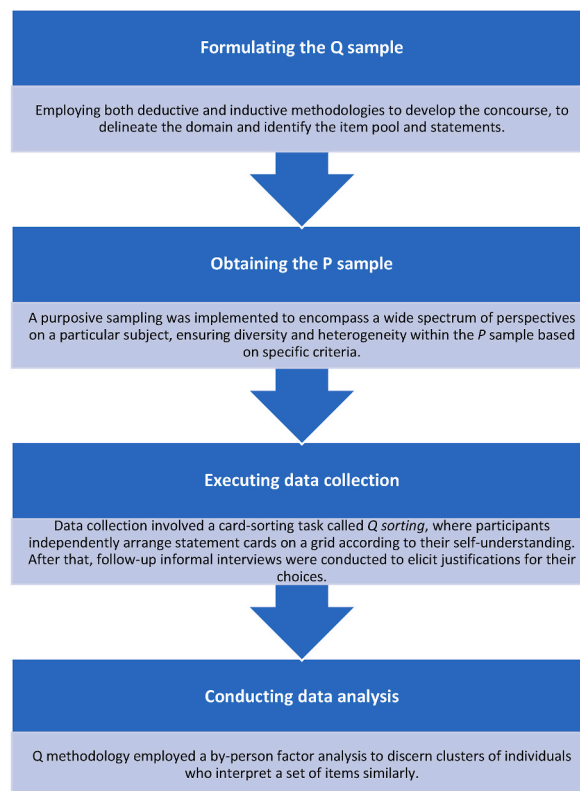 Formulating the Q sample
Employing both deductive and inductive methodologies to develop the concourse, to
delineate the domain and identify the item pool and statements.
Obtaining the P sample
A purposive sampling was implemented to encompass a wide spectrum of perspectives
on a particular subject, ensuring diversity and heterogeneity within the P sample based
on specific criteria.
Executing data collection
Data collection involved a card-sorting task called Q sorting, where participants
independently arrange statement cards on a grid according to their self-understanding.
After that, follow-up informal interviews were conducted to elicit justifications for their
choices.
Conducting data analysis
Q methodology employed a by-person factor analysis to discern clusters of individuals
who interpret a set of items similarly.